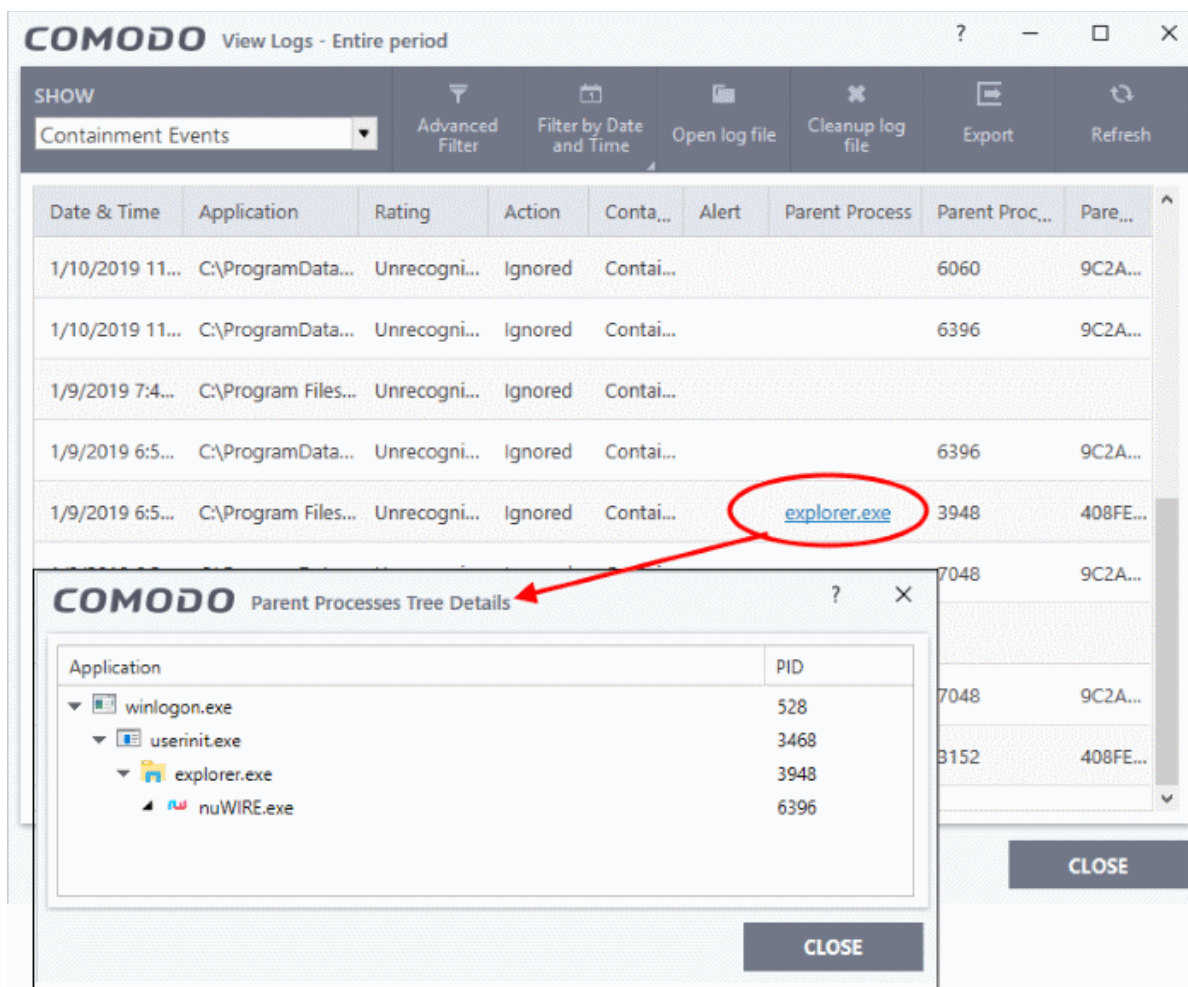 COMODO View Logs - Entire period ?
SHOW
Containment Events
Advanced Filter
Filter by Date and Time
Open log file
Cleanup log file
Export
Refresh
Date & Time Application Rating Action Conta... Alert Parent Process Parent Proc... Pare...
1/10/2019 11... C:\ProgramData... Unrecogni... Ignored Contai... 6060 9C2A...
1/10/2019 11... C:\ProgramData... Unrecogni... Ignored Contai... 6396 9C2A...
1/9/2019 7:4... C:\Program Files... Unrecogni... Ignored Contai...
1/9/2019 6:5... C:\ProgramData... Unrecogni... Ignored Contai... 6396 9C2A...
1/9/2019 6:5... C:\Program Files... Unrecogni... Ignored Contai... explorer.exe 3948 408FE...
7048 9C2A...
7048 9C2A...
3152 408FE...
CLOSE
COMODO Parent Processes Tree Details ?
Application PID
winlogon.exe 528
userinit.exe 3468
explorer.exe 3948
nuWIRE.exe 6396
CLOSE